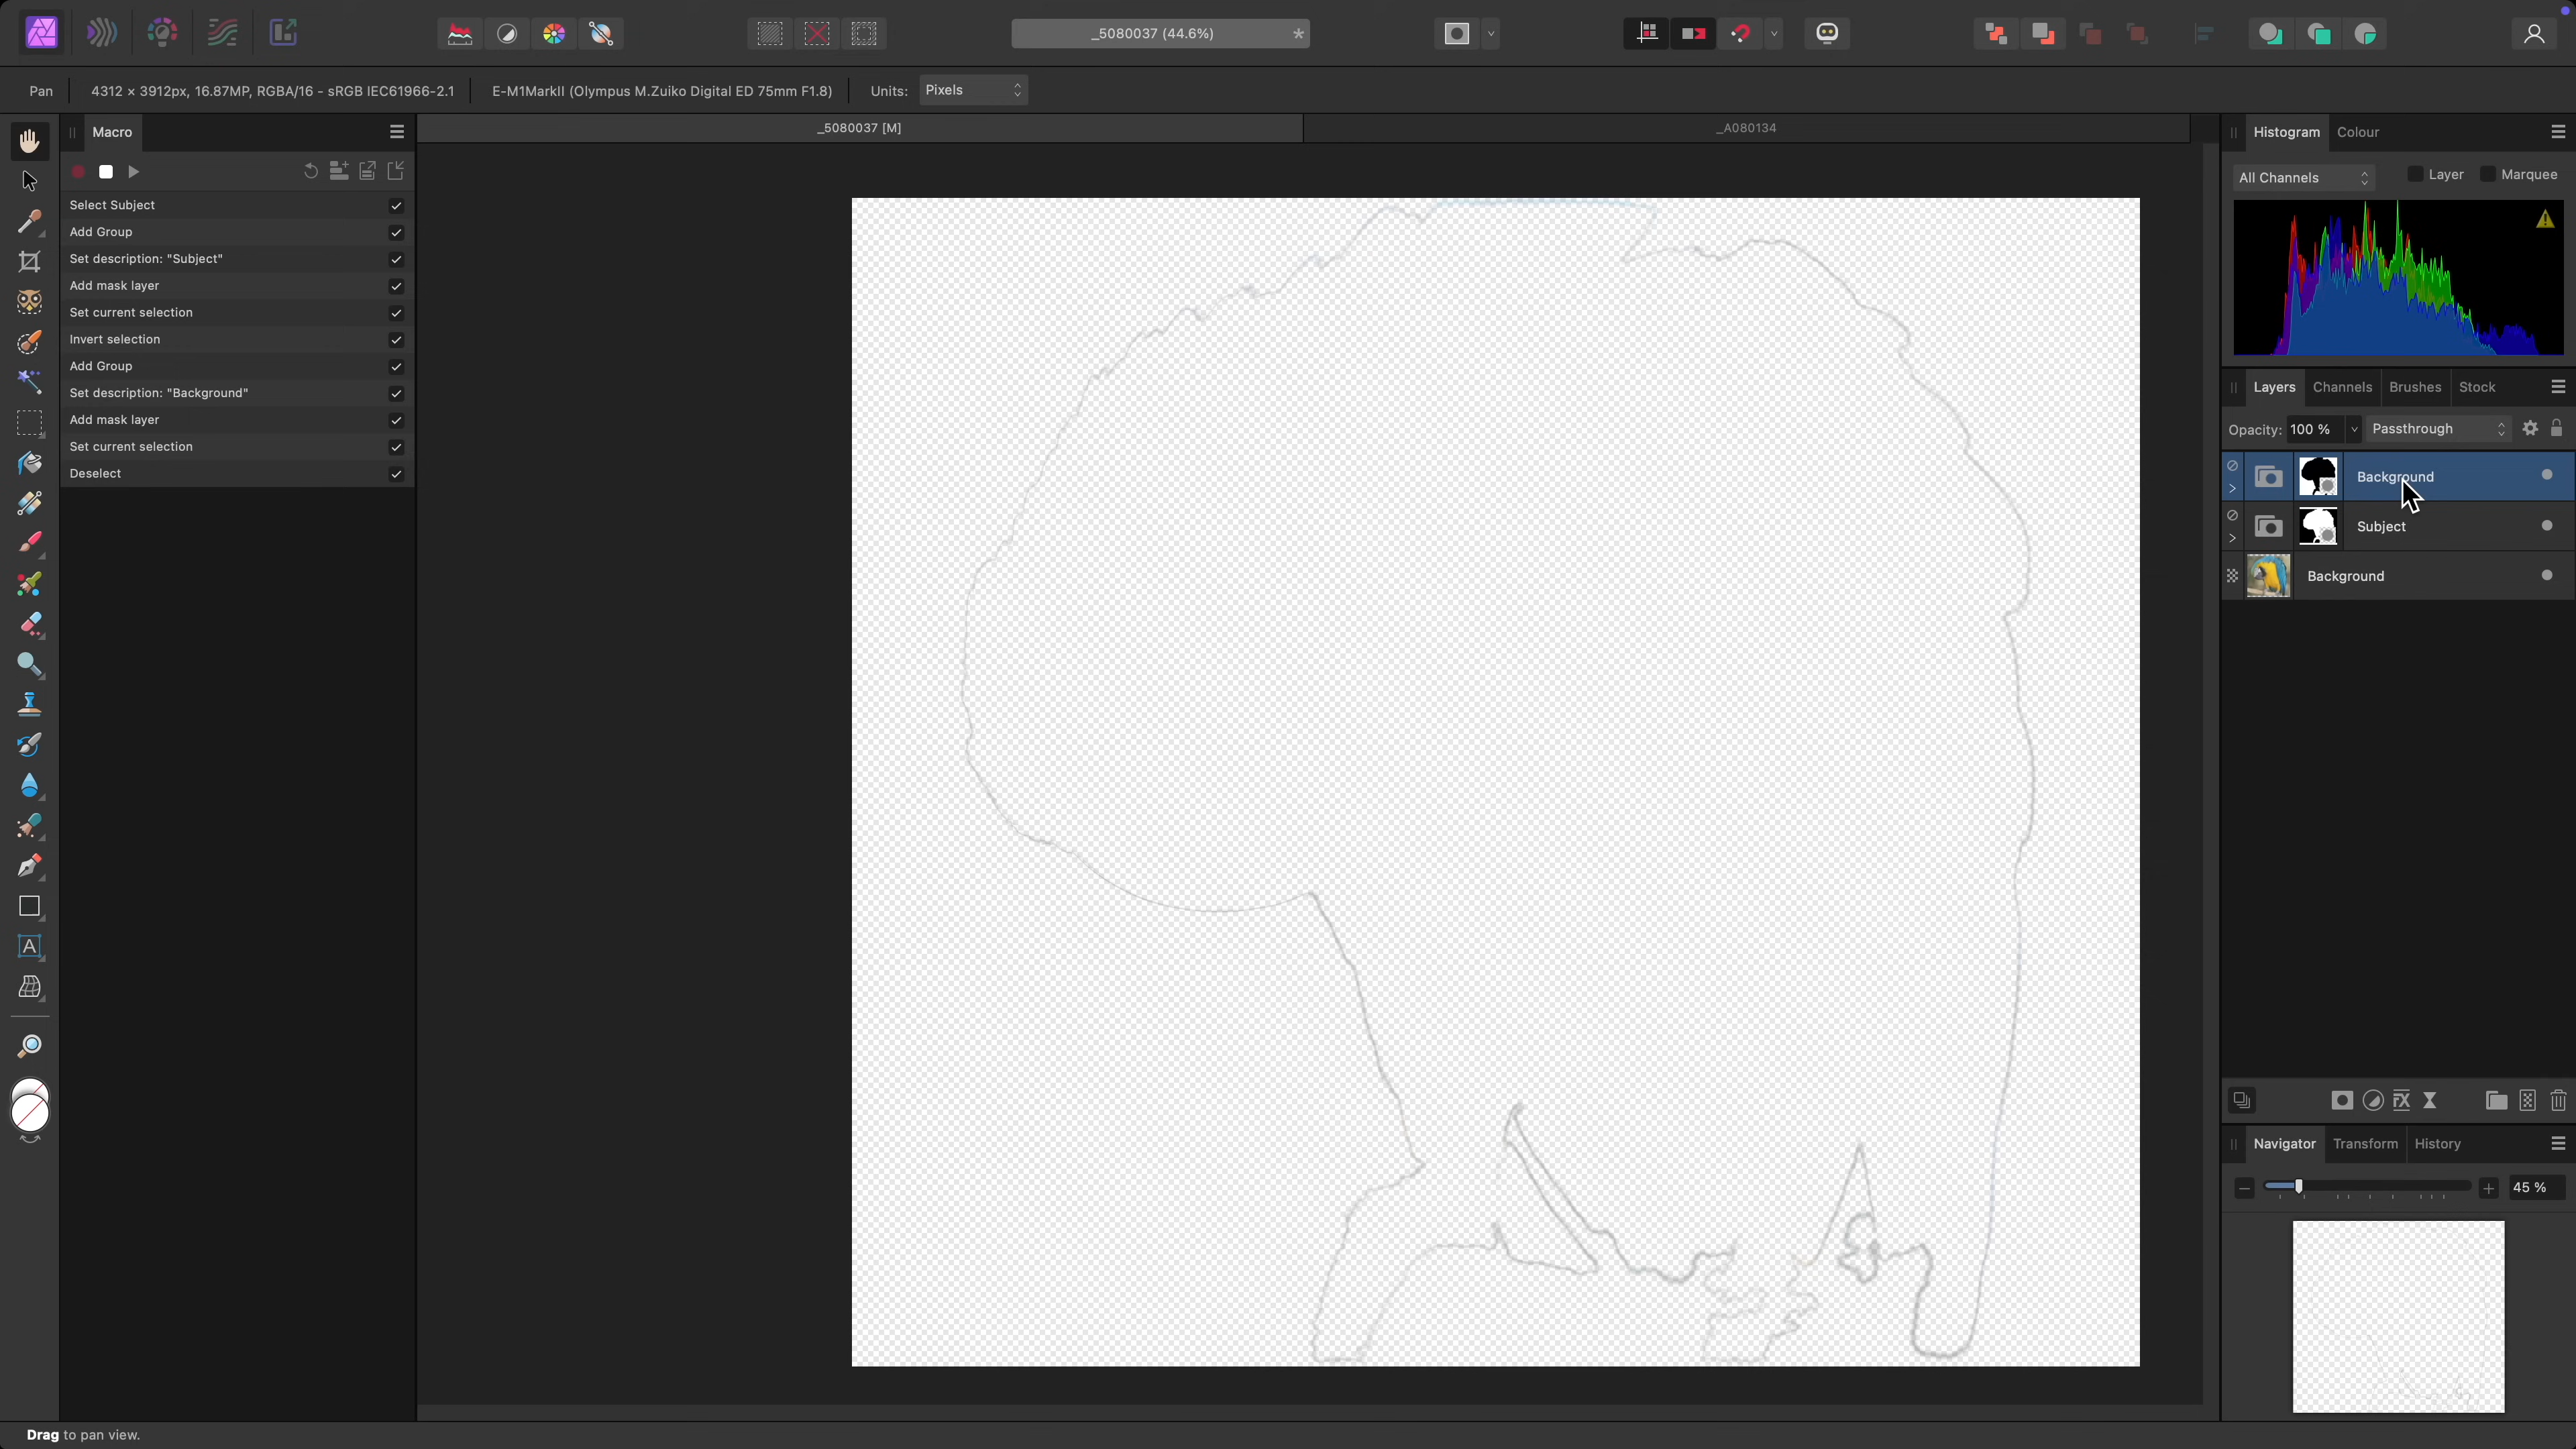 _5080037 (44.6%)
*
Pan
4312 × 3912px, 16.87MP, RGBA/16 - sRGB IEC61966-2.1
E-M1MarkII (Olympus M.Zuiko Digital ED 75mm F1.8)
Units:
Pixels
Macro
_5080037 [M]
_A080134
Select Subject
Add Group
Set description: "Subject"
Add mask layer
Set current selection
Invert selection
Add Group
Set description: "Background"
Add mask layer
Set current selection
Deselect
Histogram
Colour
All Channels
Layer
Marquee
Layers
Channels
Brushes
Stock
Opacity:
100 %
Passthrough
Background
Subject
Background
FX
Navigator
Transform
History
45 %
A
Drag to pan view.